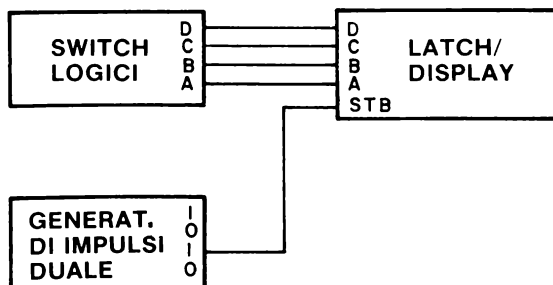 SWITCH
LOGICI
D
C
B
A
D
C
B
A
STB
LATCH/
DISPLAY
GENERAT.
DI IMPULSI
DUALE
I
O
I
O